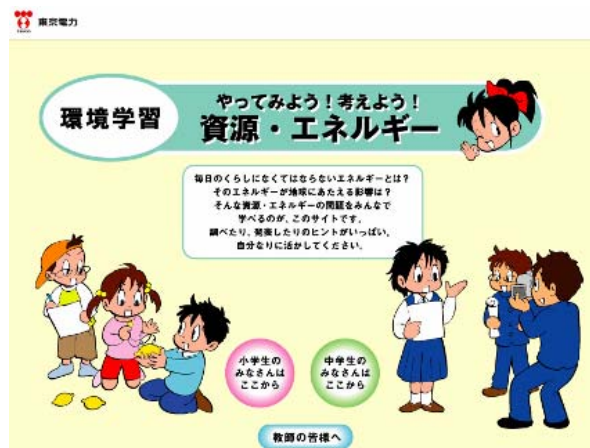 東京電力
環境学習
やってみよう！考えよう！
資源・エネルギー
毎日のくらしになくてはならないエネルギーとは？
そのエネルギーが地球にあたえる影響は？
そんな資源・エネルギーの問題をみんなで
学べるのが、このサイトです。
調べたり、発表したりのヒントがいっぱい。
自分なりに活かしてください。
小学生の
みなさんは
ここから
中学生の
みなさんは
ここから
教師の皆様へ